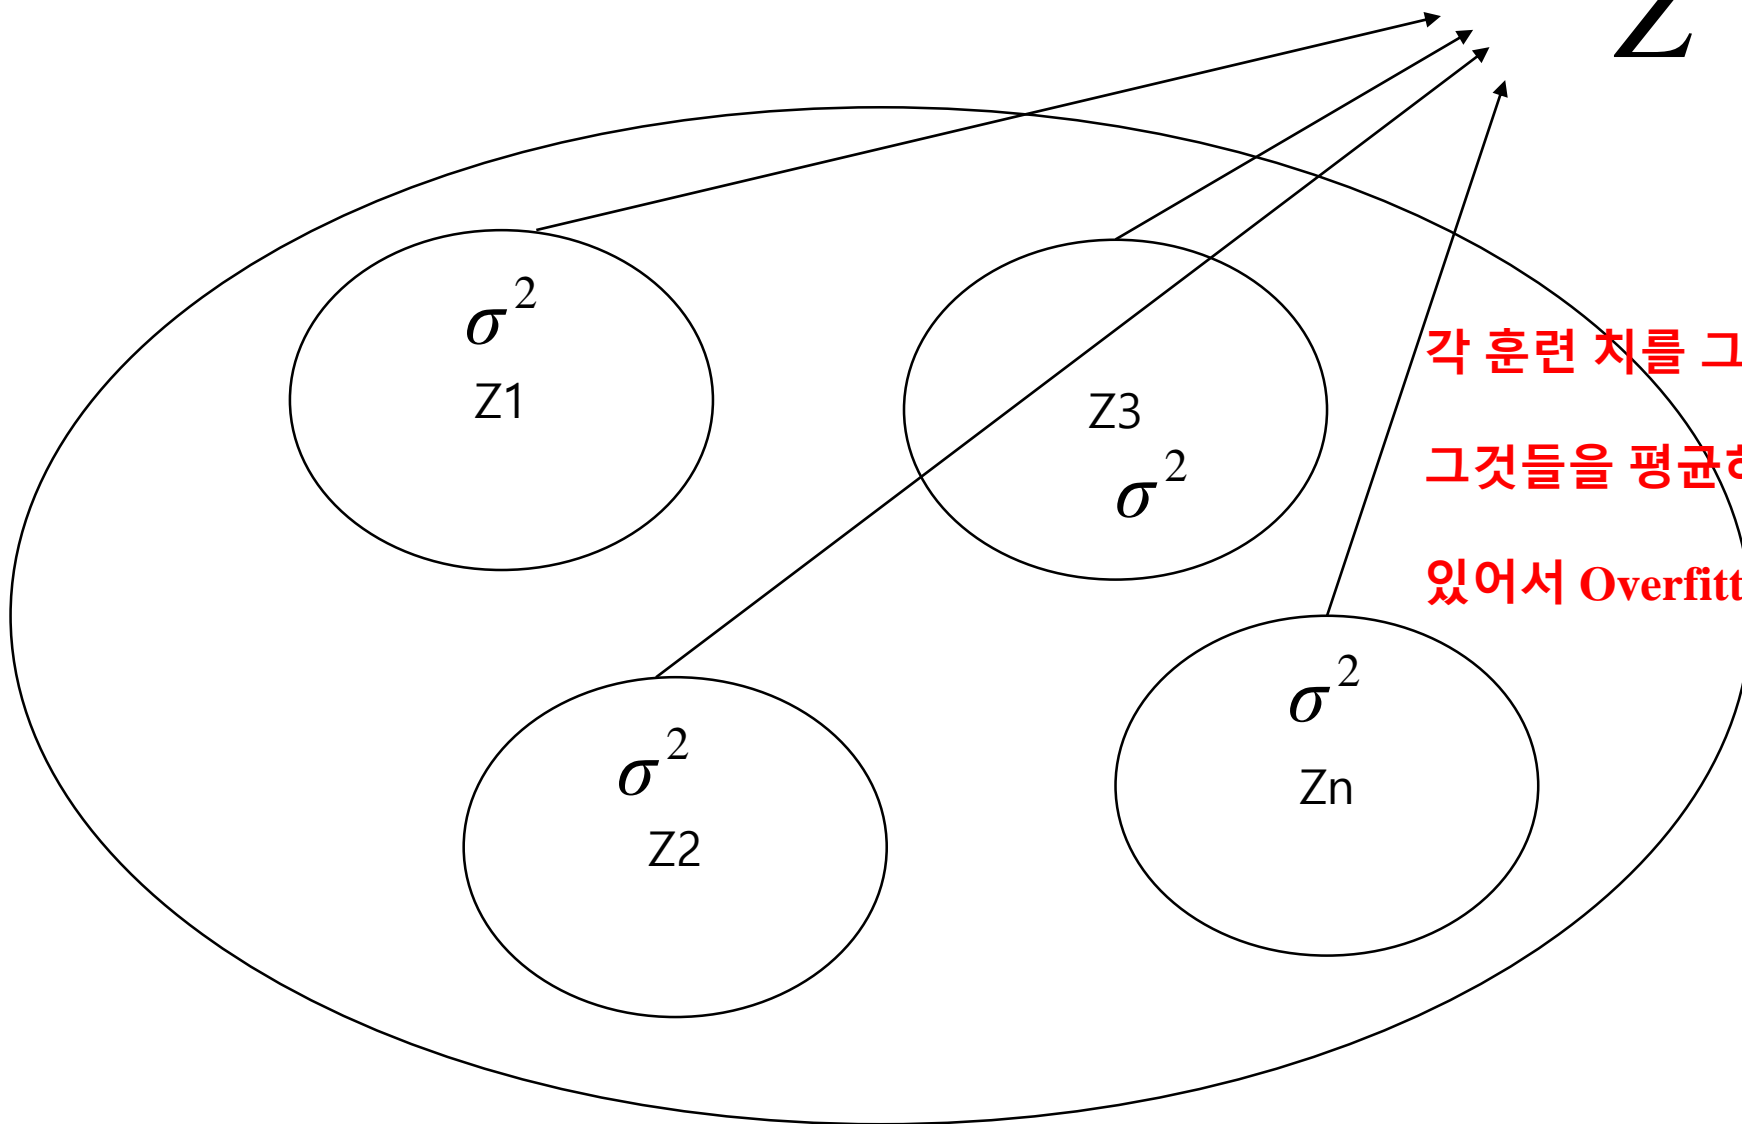 Z
σ²
Z1
Z3
σ²
각 훈련 치를 그
그것들을 평균
있어서 Overfitt
σ²
Zn
σ²
Z2